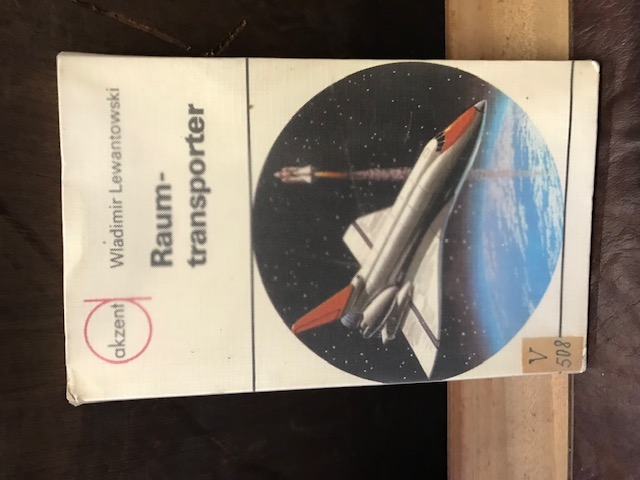 akzent
Wladimir Lewantowski
Raum-
transporter
V
508